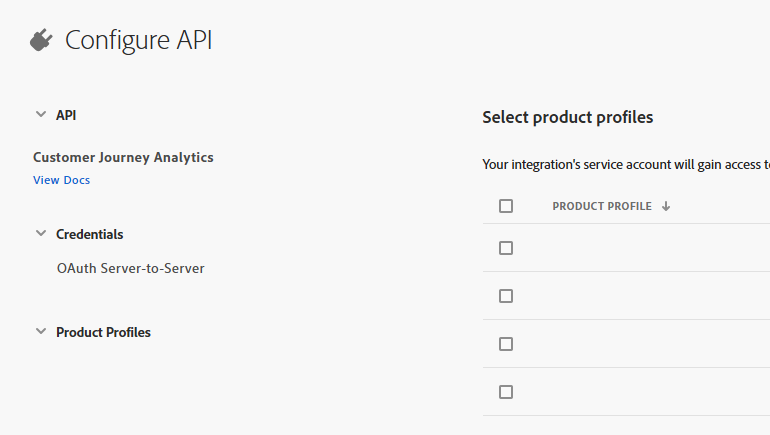 Configure API
API
Customer Journey Analytics
View Docs
Credentials
OAuth Server-to-Server
Product Profiles
Select product profiles
Your integration's service account will gain access to
PRODUCT PROFILE